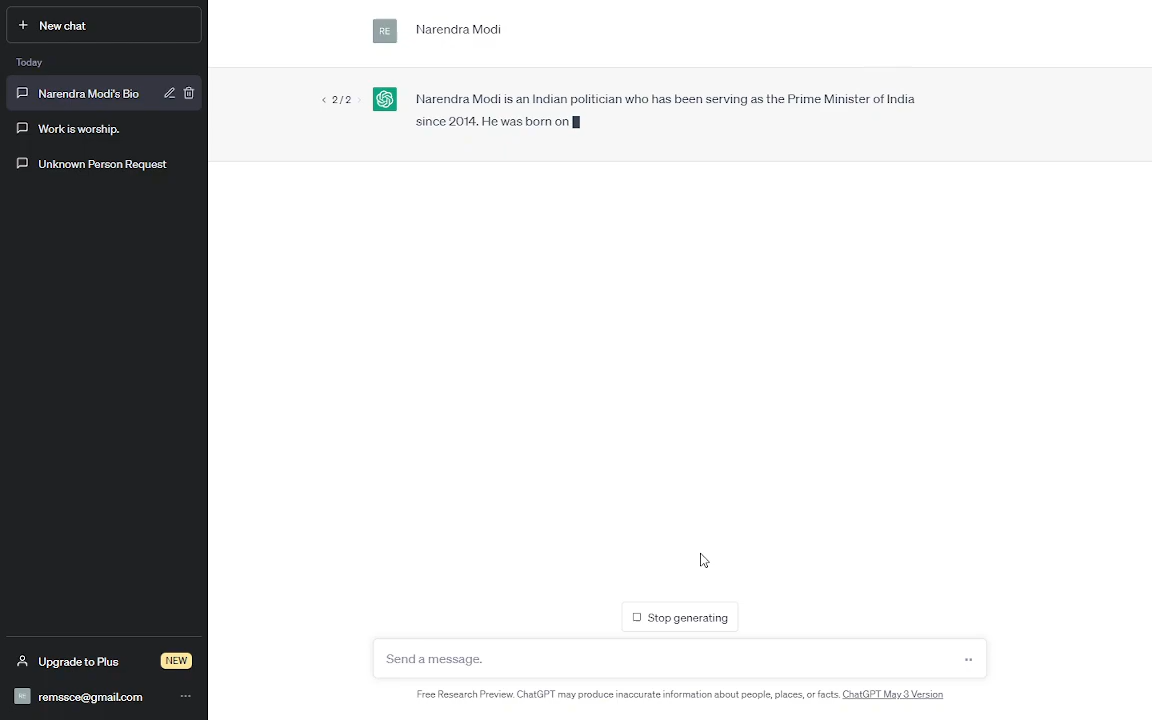 New chat
Today
Narendra Modi's Bio
Work is worship.
Unknown Person Request
Upgrade to Plus NEW
RE remssce@gmail.com
RE Narendra Modi
< 2 / 2 > Narendra Modi is an Indian politician who has been serving as the Prime Minister of India
since 2014. He was born on
Stop generating
Send a message.
Free Research Preview. ChatGPT may produce inaccurate information about people, places, or facts. ChatGPT May 3 Version